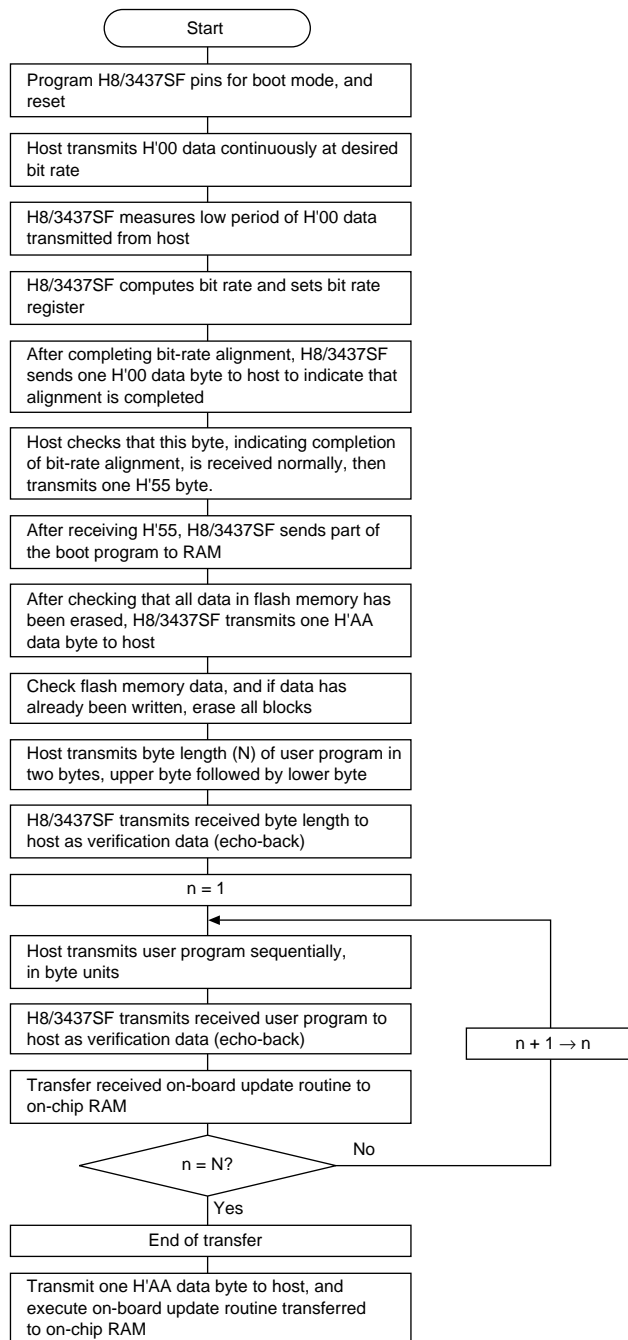 Start
Program H8/3437SF pins for boot mode, and
reset
Host transmits H'00 data continuously at desired
bit rate
H8/3437SF measures low period of H'00 data
transmitted from host
H8/3437SF computes bit rate and sets bit rate
register
After completing bit-rate alignment, H8/3437SF
sends one H'00 data byte to host to indicate that
alignment is completed
Host checks that this byte, indicating completion
of bit-rate alignment, is received normally, then
transmits one H'55 byte.
After receiving H'55, H8/3437SF sends part of
the boot program to RAM
After checking that all data in flash memory has
been erased, H8/3437SF transmits one H'AA
data byte to host
Check flash memory data, and if data has
already been written, erase all blocks
Host transmits byte length (N) of user program in
two bytes, upper byte followed by lower byte
H8/3437SF transmits received byte length to
host as verification data (echo-back)
n = 1
Host transmits user program sequentially,
in byte units
H8/3437SF transmits received user program to
host as verification data (echo-back)
n + 1 → n
Transfer received on-board update routine to
on-chip RAM
n = N?
No
Yes
End of transfer
Transmit one H'AA data byte to host, and
execute on-board update routine transferred
to on-chip RAM